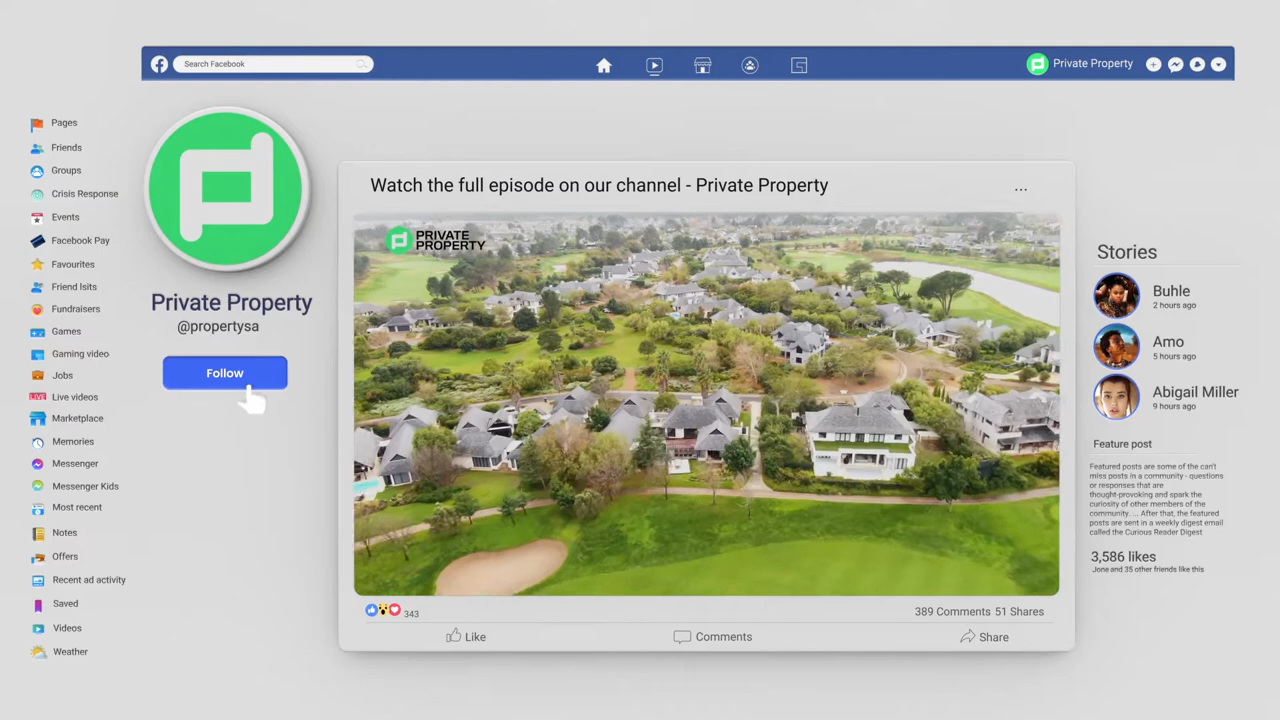 Search Facebook
Private Property
Pages
Friends
Groups
Crisis Response
Events
Facebook Pay
Favourites
Friend lsits
Fundraisers
Games
Gaming video
Jobs
LIVE Live videos
Marketplace
Memories
Messenger
Messenger Kids
Most recent
Notes
Offers
Recent ad activity
Saved
Videos
Weather
Private Property
@propertysa
Follow
Watch the full episode on our channel - Private Property
...
PRIVATE
PROPERTY
343
389 Comments 51 Shares
Like
Comments
Share
Stories
Buhle
2 hours ago
Amo
5 hours ago
Abigail Miller
9 hours ago
Feature post
Featured posts are some of the can't
miss posts in a community - questions
or responses that are
thought-provoking and spark the
curiosity of other members of the
community. ... After that, the featured
posts are sent in a weekly digest email
called the Curious Reader Digest
3,586 likes
Jone and 35 other friends like this